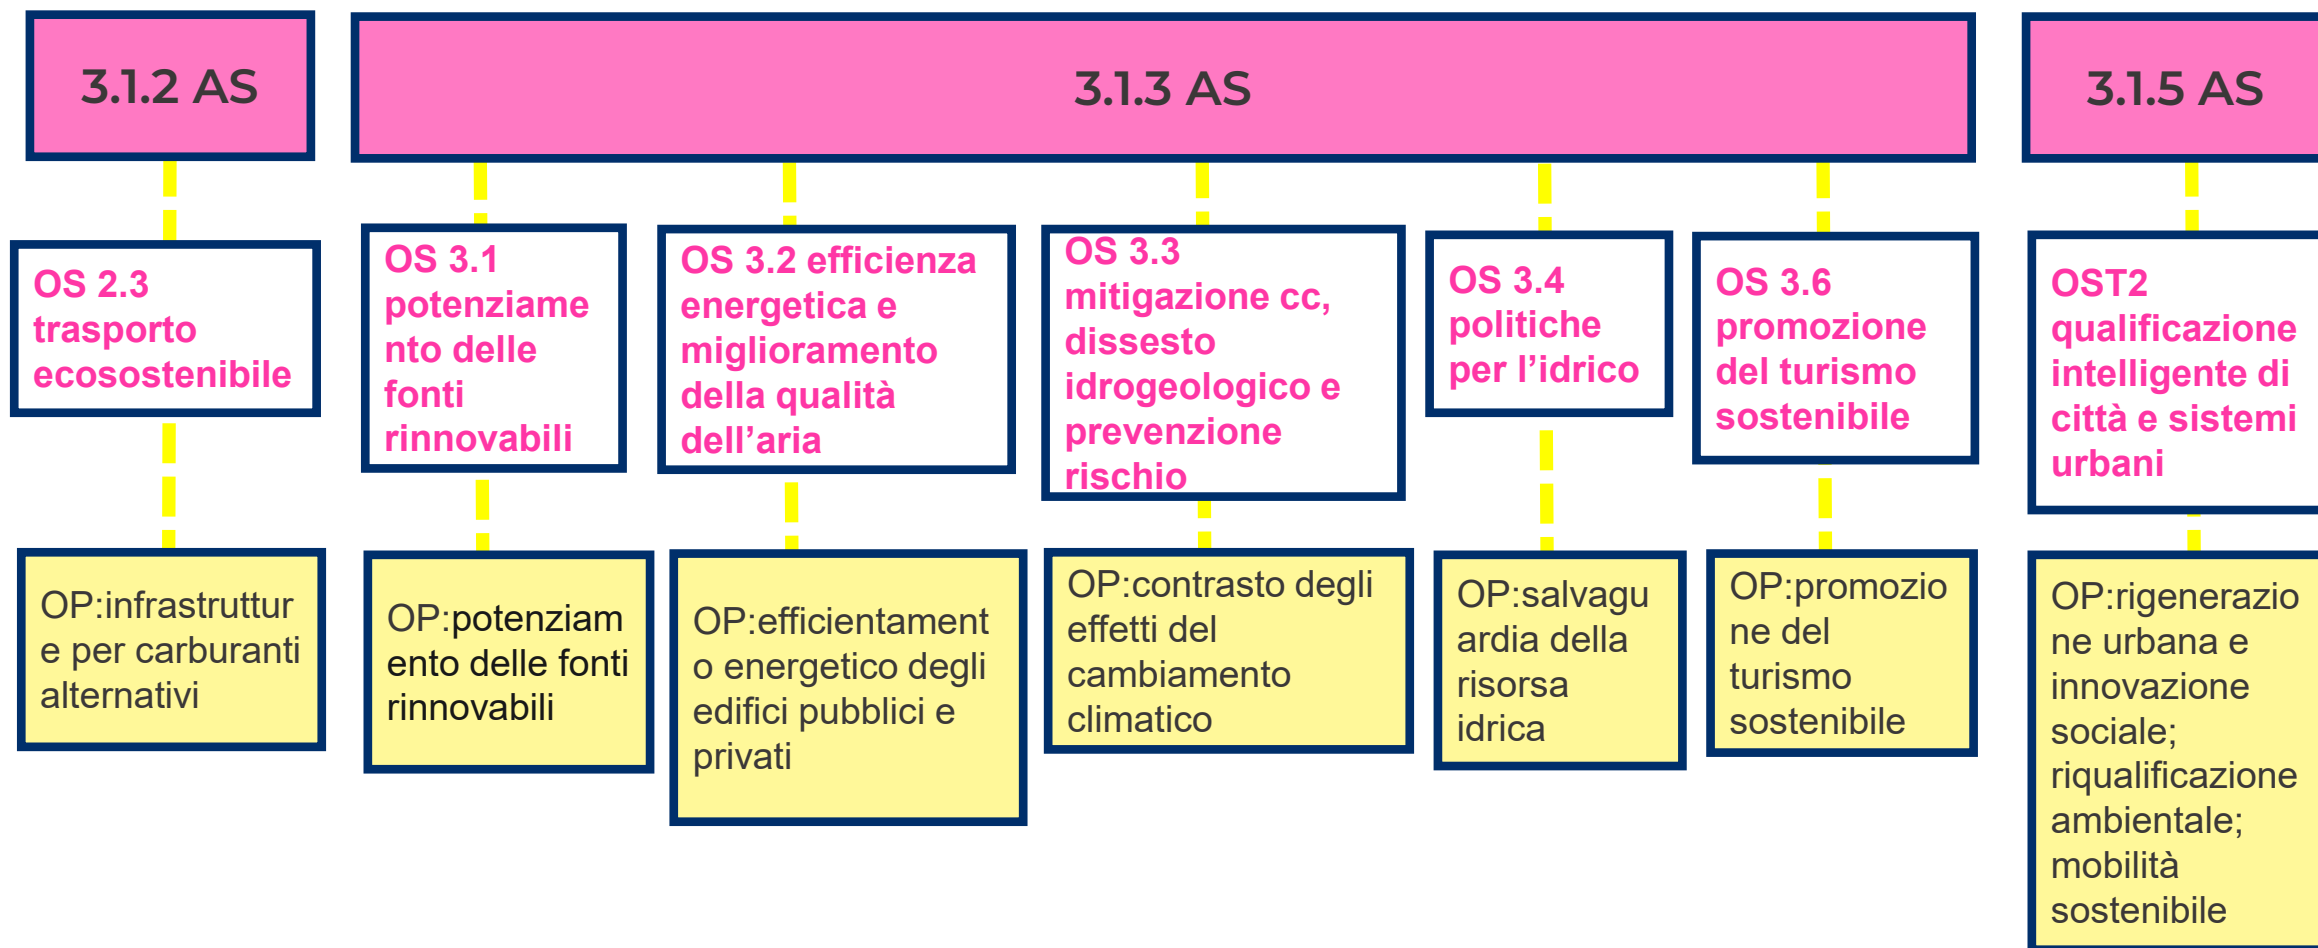 3.1.2 AS
3.1.3 AS
3.1.5 AS
OS 2.3
trasporto
ecosostenibile
OS 3.1
potenziame
nto delle
fonti
rinnovabili
OS 3.2 efficienza
energetica e
miglioramento
della qualità
dell’aria
OS 3.3
mitigazione cc,
dissesto
idrogeologico e
prevenzione
rischio
OS 3.4
politiche
per l’idrico
OS 3.6
promozione
del turismo
sostenibile
OST2
qualificazione
intelligente di
città e sistemi
urbani
OP:infrastruttur
e per carburanti
alternativi
OP:potenziam
ento delle fonti
rinnovabili
OP:efficientament
o energetico degli
edifici pubblici e
privati
OP:contrasto degli
effetti del
cambiamento
climatico
OP:salvagu
ardia della
risorsa
idrica
OP:promozio
ne del
turismo
sostenibile
OP:rigenerazio
ne urbana e
innovazione
sociale;
riqualificazione
ambientale;
mobilità
sostenibile